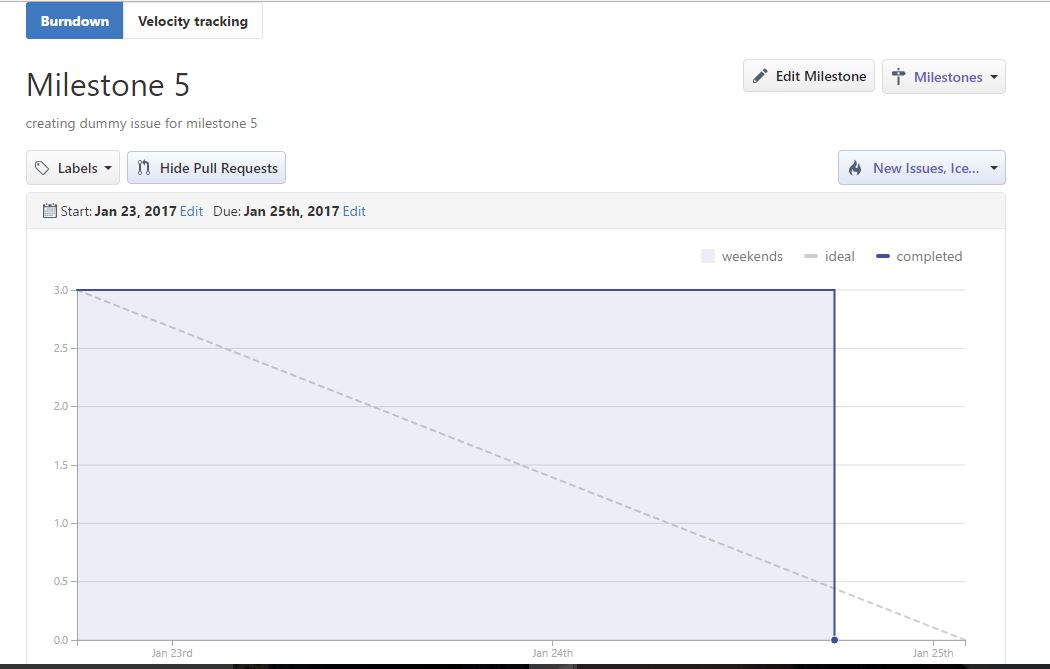 Burndown Velocity tracking
Milestone 5
Edit Milestone Milestones
creating dummy issue for milestone 5
Labels Hide Pull Requests New Issues, Ice...
Start: Jan 23, 2017 Edit Due: Jan 25th, 2017 Edit
weekends ideal completed
3.0
2.5
2.0
1.5
1.0
0.5
0.0
Jan 23rd Jan 24th Jan 25th